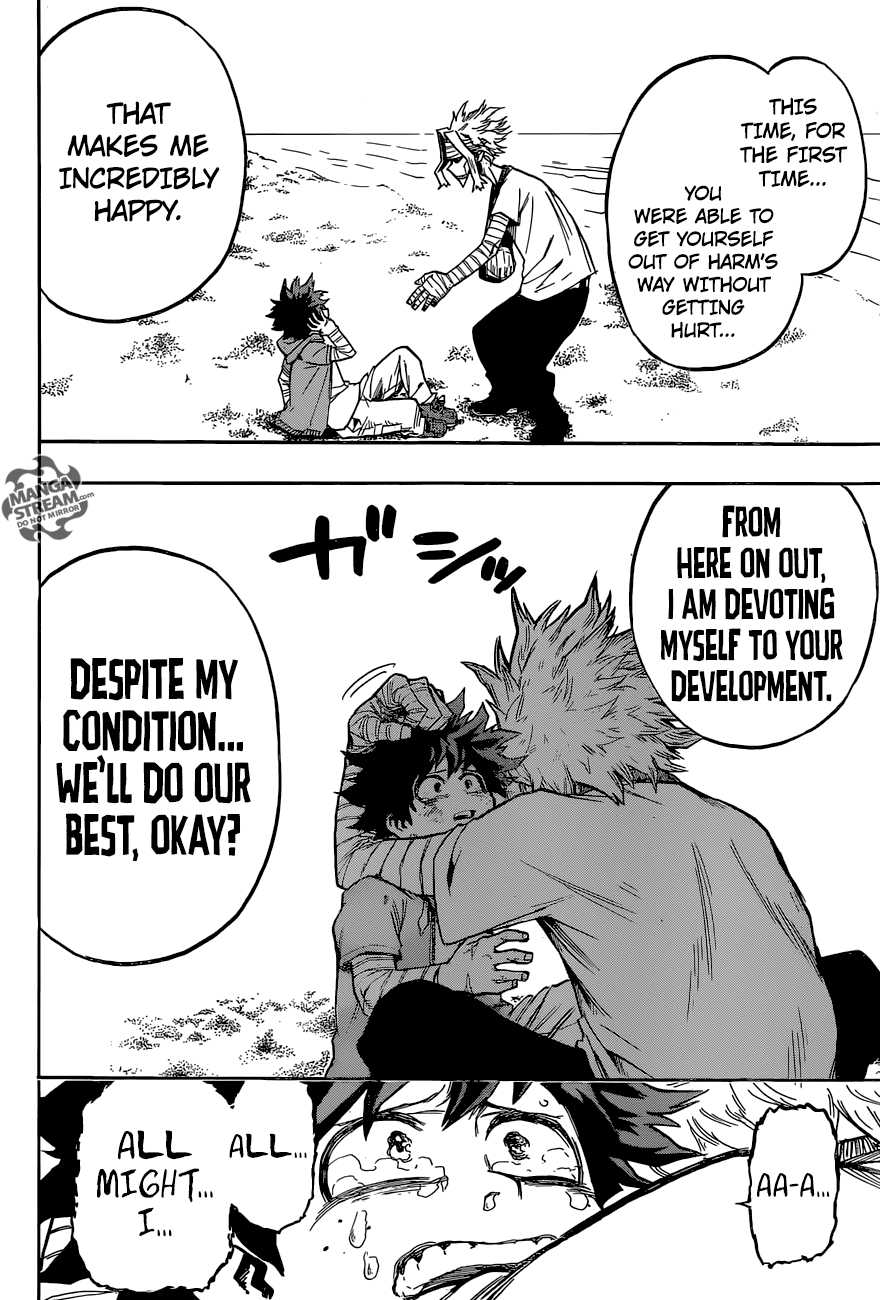 THIS
TIME, FOR
THE FIRST
TIME...
YOU
WERE ABLE TO
GET YOURSELF
OUT OF HARM'S
WAY WITHOUT
GETTING
HURT...
THAT
MAKES ME
INCREDIBLY
HAPPY.
MANGA
STREAM.com
DO NOT MIRROR
FROM
HERE ON OUT,
I AM DEVOTING
MYSELF TO YOUR
DEVELOPMENT.
ガシッ
DESPITE MY
CONDITION...
WE'LL DO OUR
BEST, OKAY?
AA-A...
ALL...
ALL
MIGHT...
I...